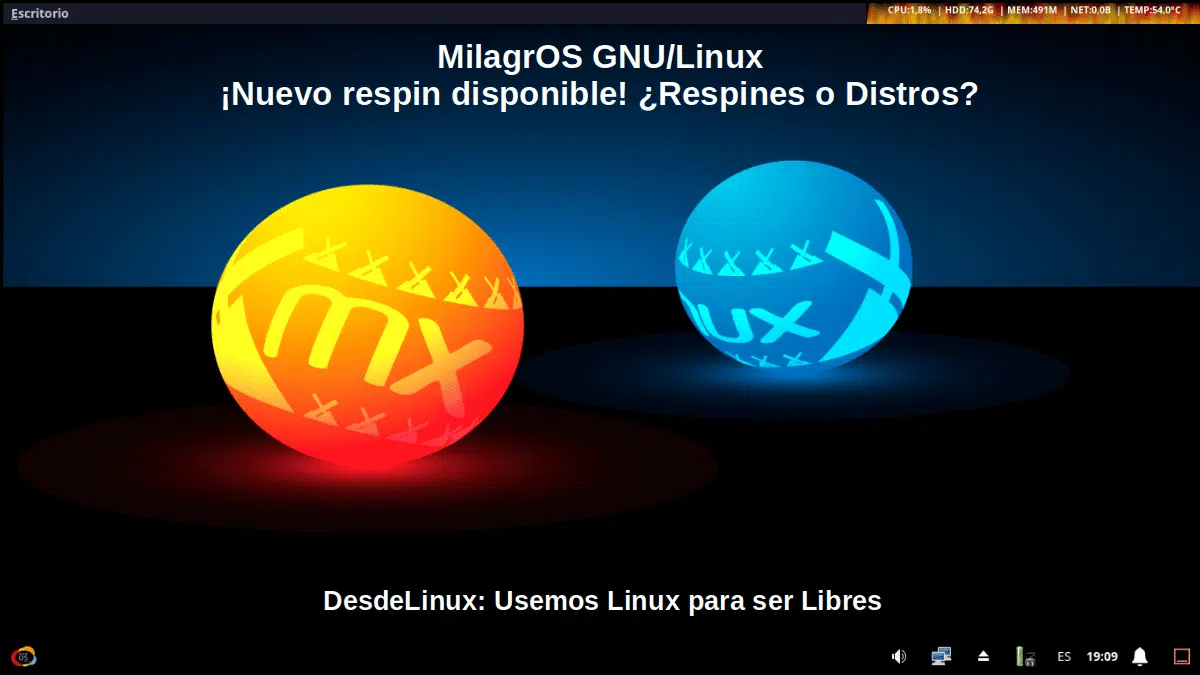 Escritorio
CPU:1,8% | HDD:74,2G | MEM:491M | NET:0,0B | TEMP:54,0°C
MilagrOS GNU/Linux
¡Nuevo respin disponible! ¿Respines o Distros?
mx
DesdeLinux: Usemos Linux para ser Libres
ES 19:09